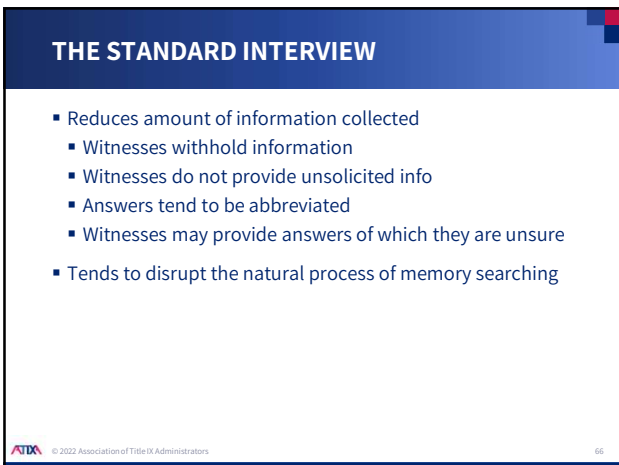 THE STANDARD INTERVIEW
▪ Reduces amount of information collected
▪ Witnesses withhold information
▪ Witnesses do not provide unsolicited info
▪ Answers tend to be abbreviated
▪ Witnesses may provide answers of which they are unsure
▪ Tends to disrupt the natural process of memory searching
ATIXA © 2022 Association of Title IX Administrators 66